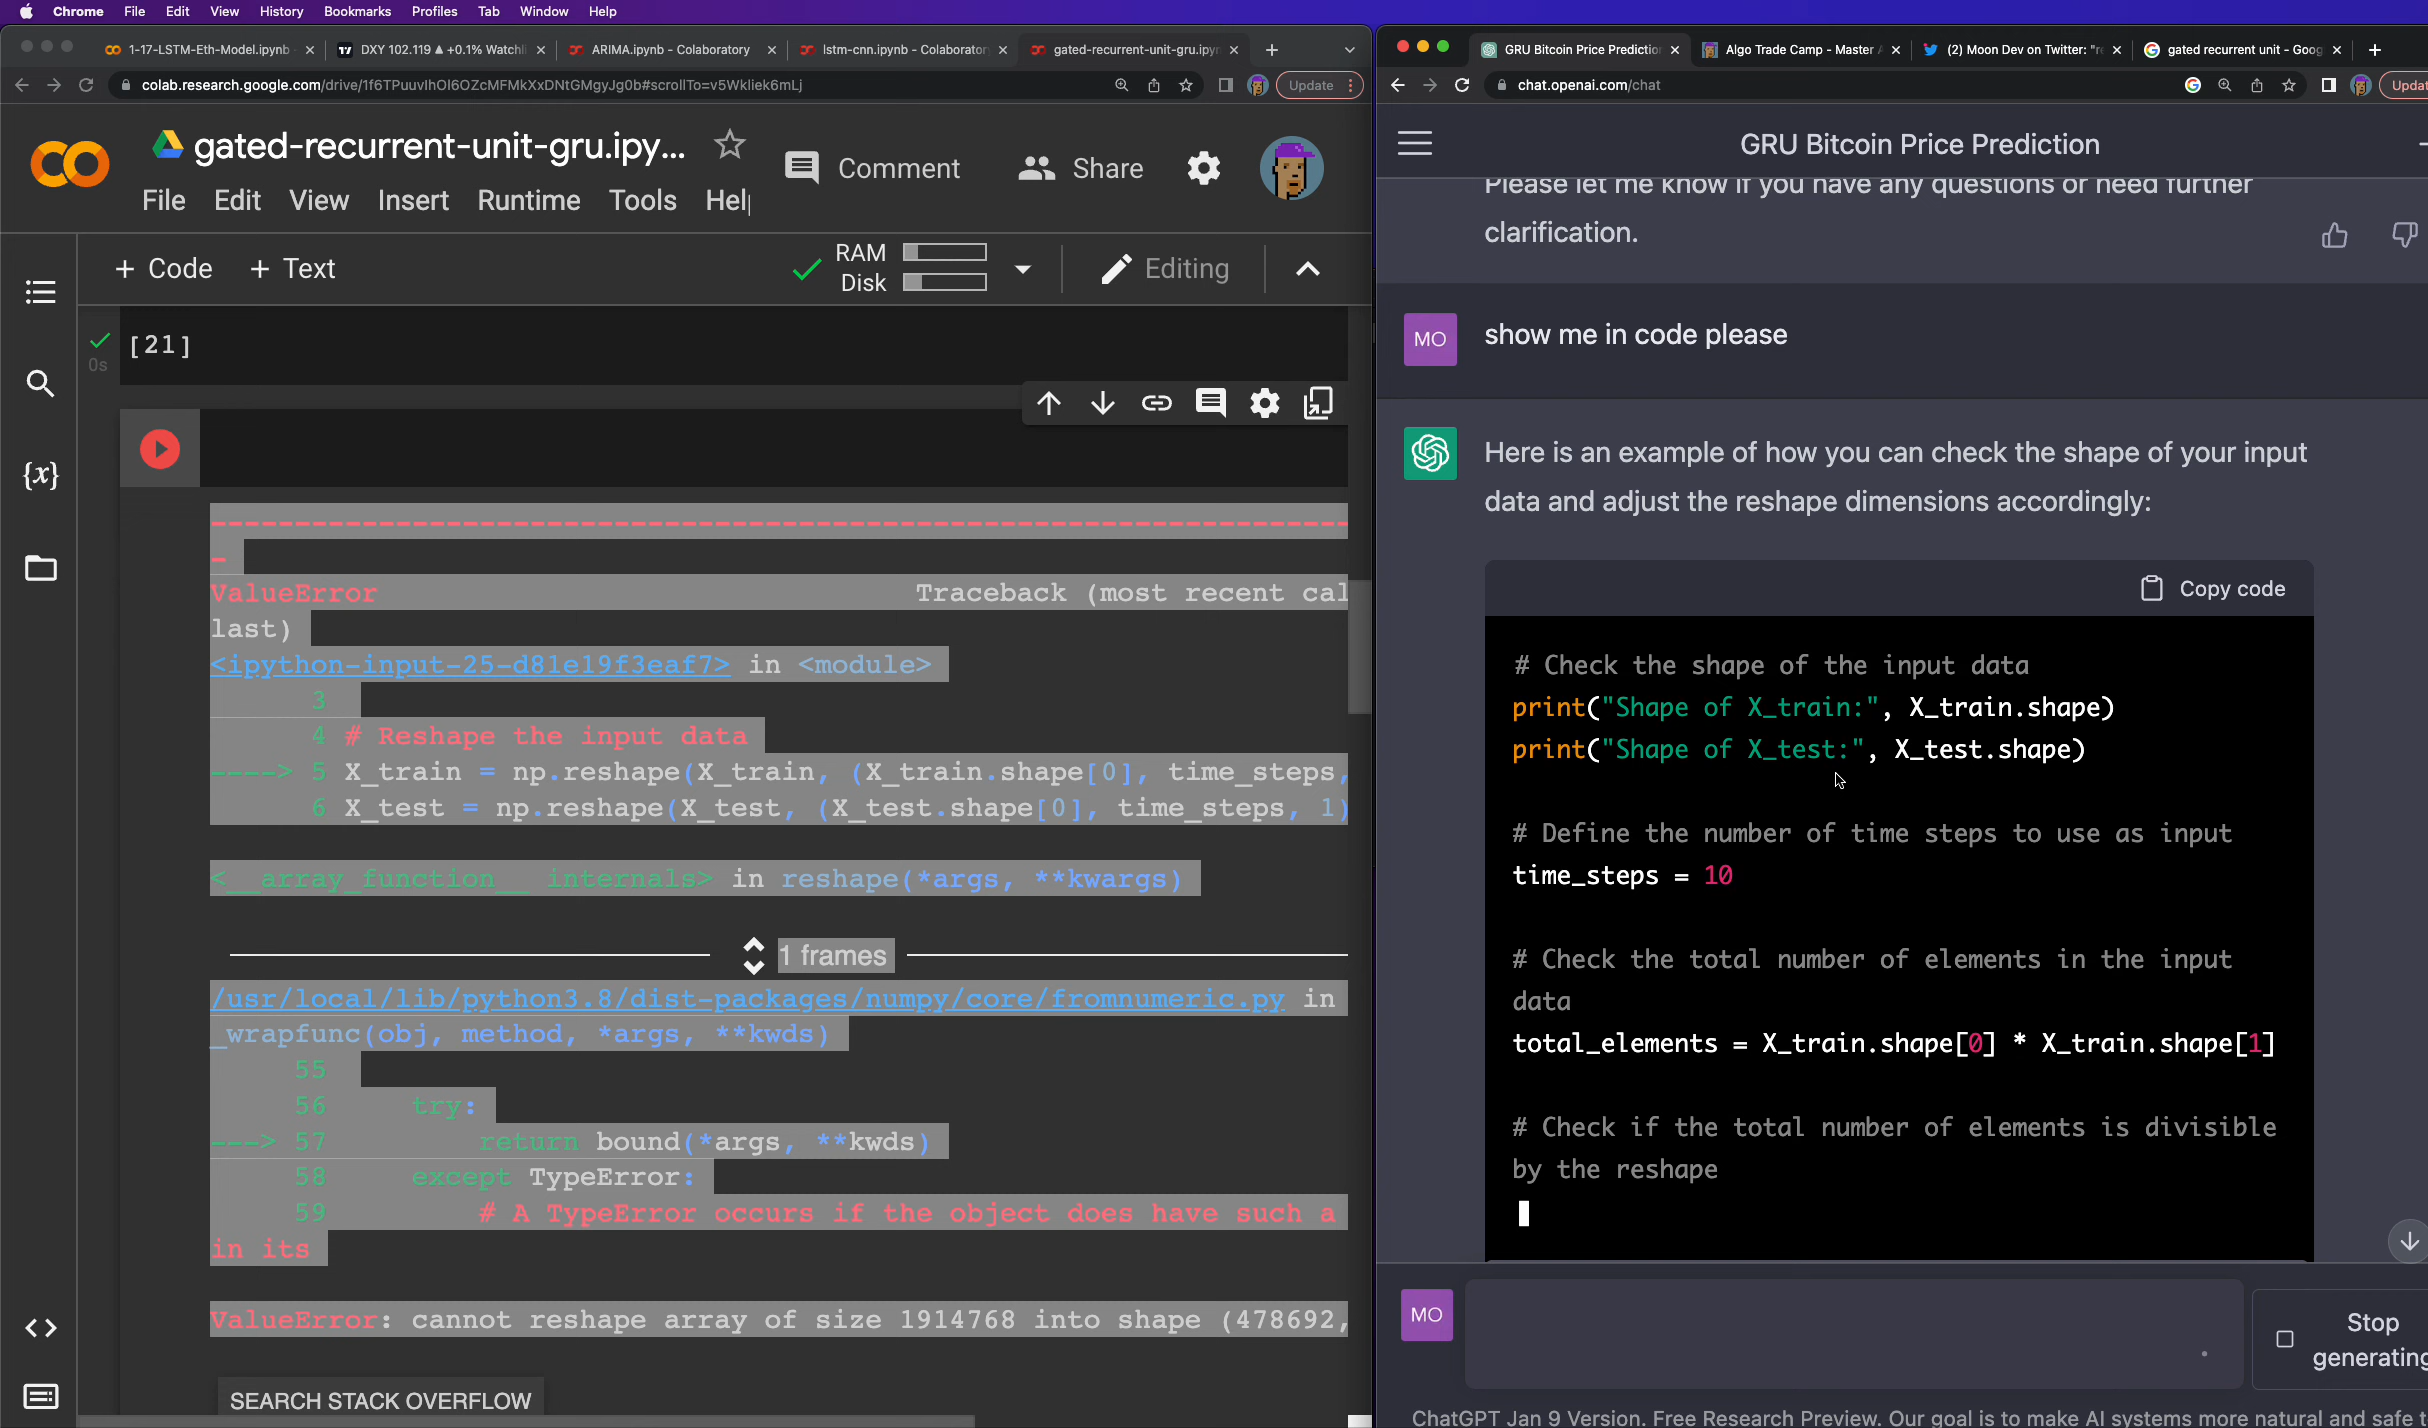 Chrome File Edit View History Bookmarks Profiles Tab Window Help
1-17-LSTM-Eth-Model.ipynb
DXY 102.119 ▲ +0.1% Watchli
ARIMA.ipynb - Colaboratory
lstm-cnn.ipynb - Colaborator
gated-recurrent-unit-gru.ipyn
colab.research.google.com/drive/1f6TPuuvIhOl6OZcMFMkXxDNtGMgyJg0b#scrollTo=v5Wkliek6mLj
Update
gated-recurrent-unit-gru.ipy...
Comment
Share
File Edit View Insert Runtime Tools Hel
+ Code + Text
RAM
Disk
Editing
[21]
0s
{x}
-
ValueError Traceback (most recent cal
last)
<ipython-input-25-d81e19f3eaf7> in <module>
3
4 # Reshape the input data
----> 5 X_train = np.reshape(X_train, (X_train.shape[0], time_steps,
6 X_test = np.reshape(X_test, (X_test.shape[0], time_steps, 1)
<__array_function__ internals> in reshape(*args, **kwargs)
1 frames
/usr/local/lib/python3.8/dist-packages/numpy/core/fromnumeric.py in
_wrapfunc(obj, method, *args, **kwds)
55
56 try:
---> 57 return bound(*args, **kwds)
58 except TypeError:
59 # A TypeError occurs if the object does have such a
in its
ValueError: cannot reshape array of size 1914768 into shape (478692,
SEARCH STACK OVERFLOW
GRU Bitcoin Price Predictio
Algo Trade Camp - Master A
(2) Moon Dev on Twitter: "re
gated recurrent unit - Goog
chat.openai.com/chat
Updat
GRU Bitcoin Price Prediction
Please let me know if you have any questions or need further
clarification.
MO
show me in code please
Here is an example of how you can check the shape of your input
data and adjust the reshape dimensions accordingly:
Copy code
# Check the shape of the input data
print("Shape of X_train:", X_train.shape)
print("Shape of X_test:", X_test.shape)
# Define the number of time steps to use as input
time_steps = 10
# Check the total number of elements in the input
data
total_elements = X_train.shape[0] * X_train.shape[1]
# Check if the total number of elements is divisible
by the reshape
MO
Stop
generating
ChatGPT Jan 9 Version. Free Research Preview. Our goal is to make AI systems more natural and safe t